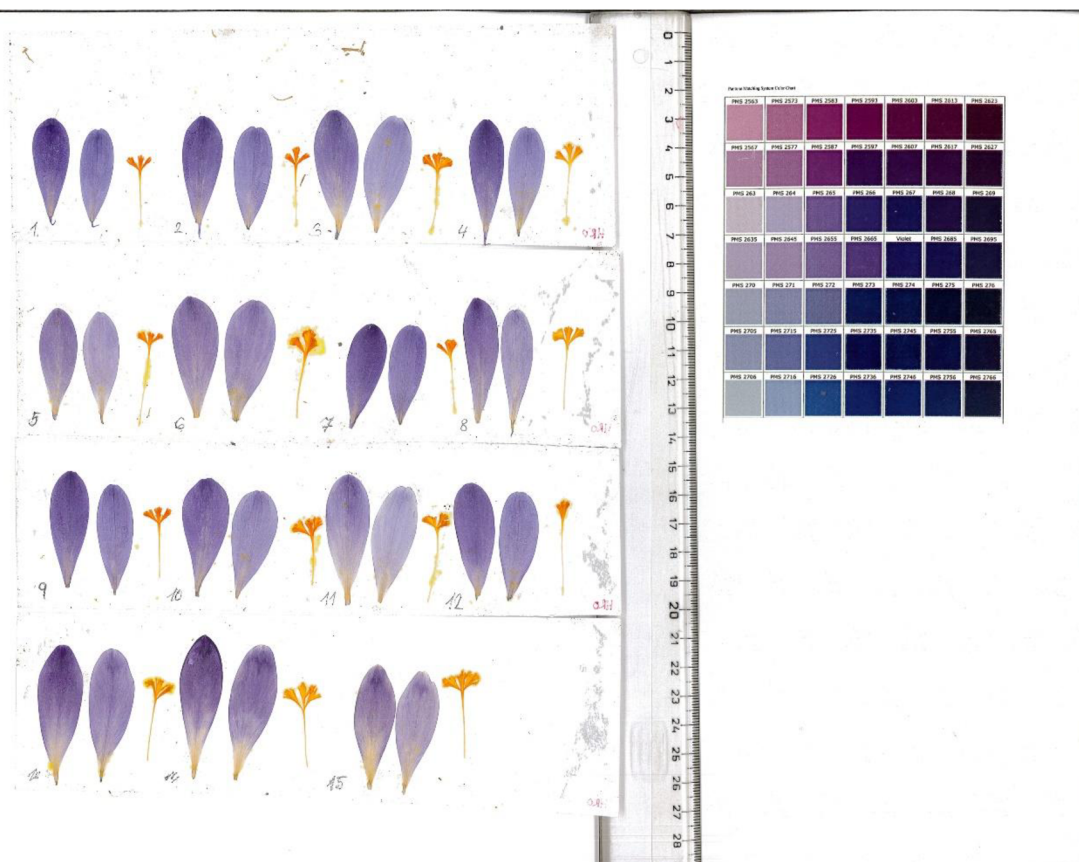 1. 2. 3. 4
5 6 7 8
9 10 11 12
14 15
0 1 2 3 4 5 6 7 8 9 10 11 12 13 14 15 16 17 18 19 20 21 22 23 24 25 26 27 28
Pantone Matching System Color Chart
PMS 2563 PMS 2573 PMS 2583 PMS 2593 PMS 2603 PMS 2613 PMS 2623
PMS 2567 PMS 2577 PMS 2587 PMS 2597 PMS 2607 PMS 2617 PMS 2627
PMS 263 PMS 264 PMS 265 PMS 266 PMS 267 PMS 268 PMS 269
PMS 2635 PMS 2645 PMS 2655 PMS 2665 Violet PMS 2685 PMS 2695
PMS 270 PMS 271 PMS 272 PMS 273 PMS 274 PMS 275 PMS 276
PMS 2705 PMS 2715 PMS 2725 PMS 2735 PMS 2745 PMS 2755 PMS 2765
PMS 2706 PMS 2716 PMS 2726 PMS 2736 PMS 2746 PMS 2756 PMS 2766